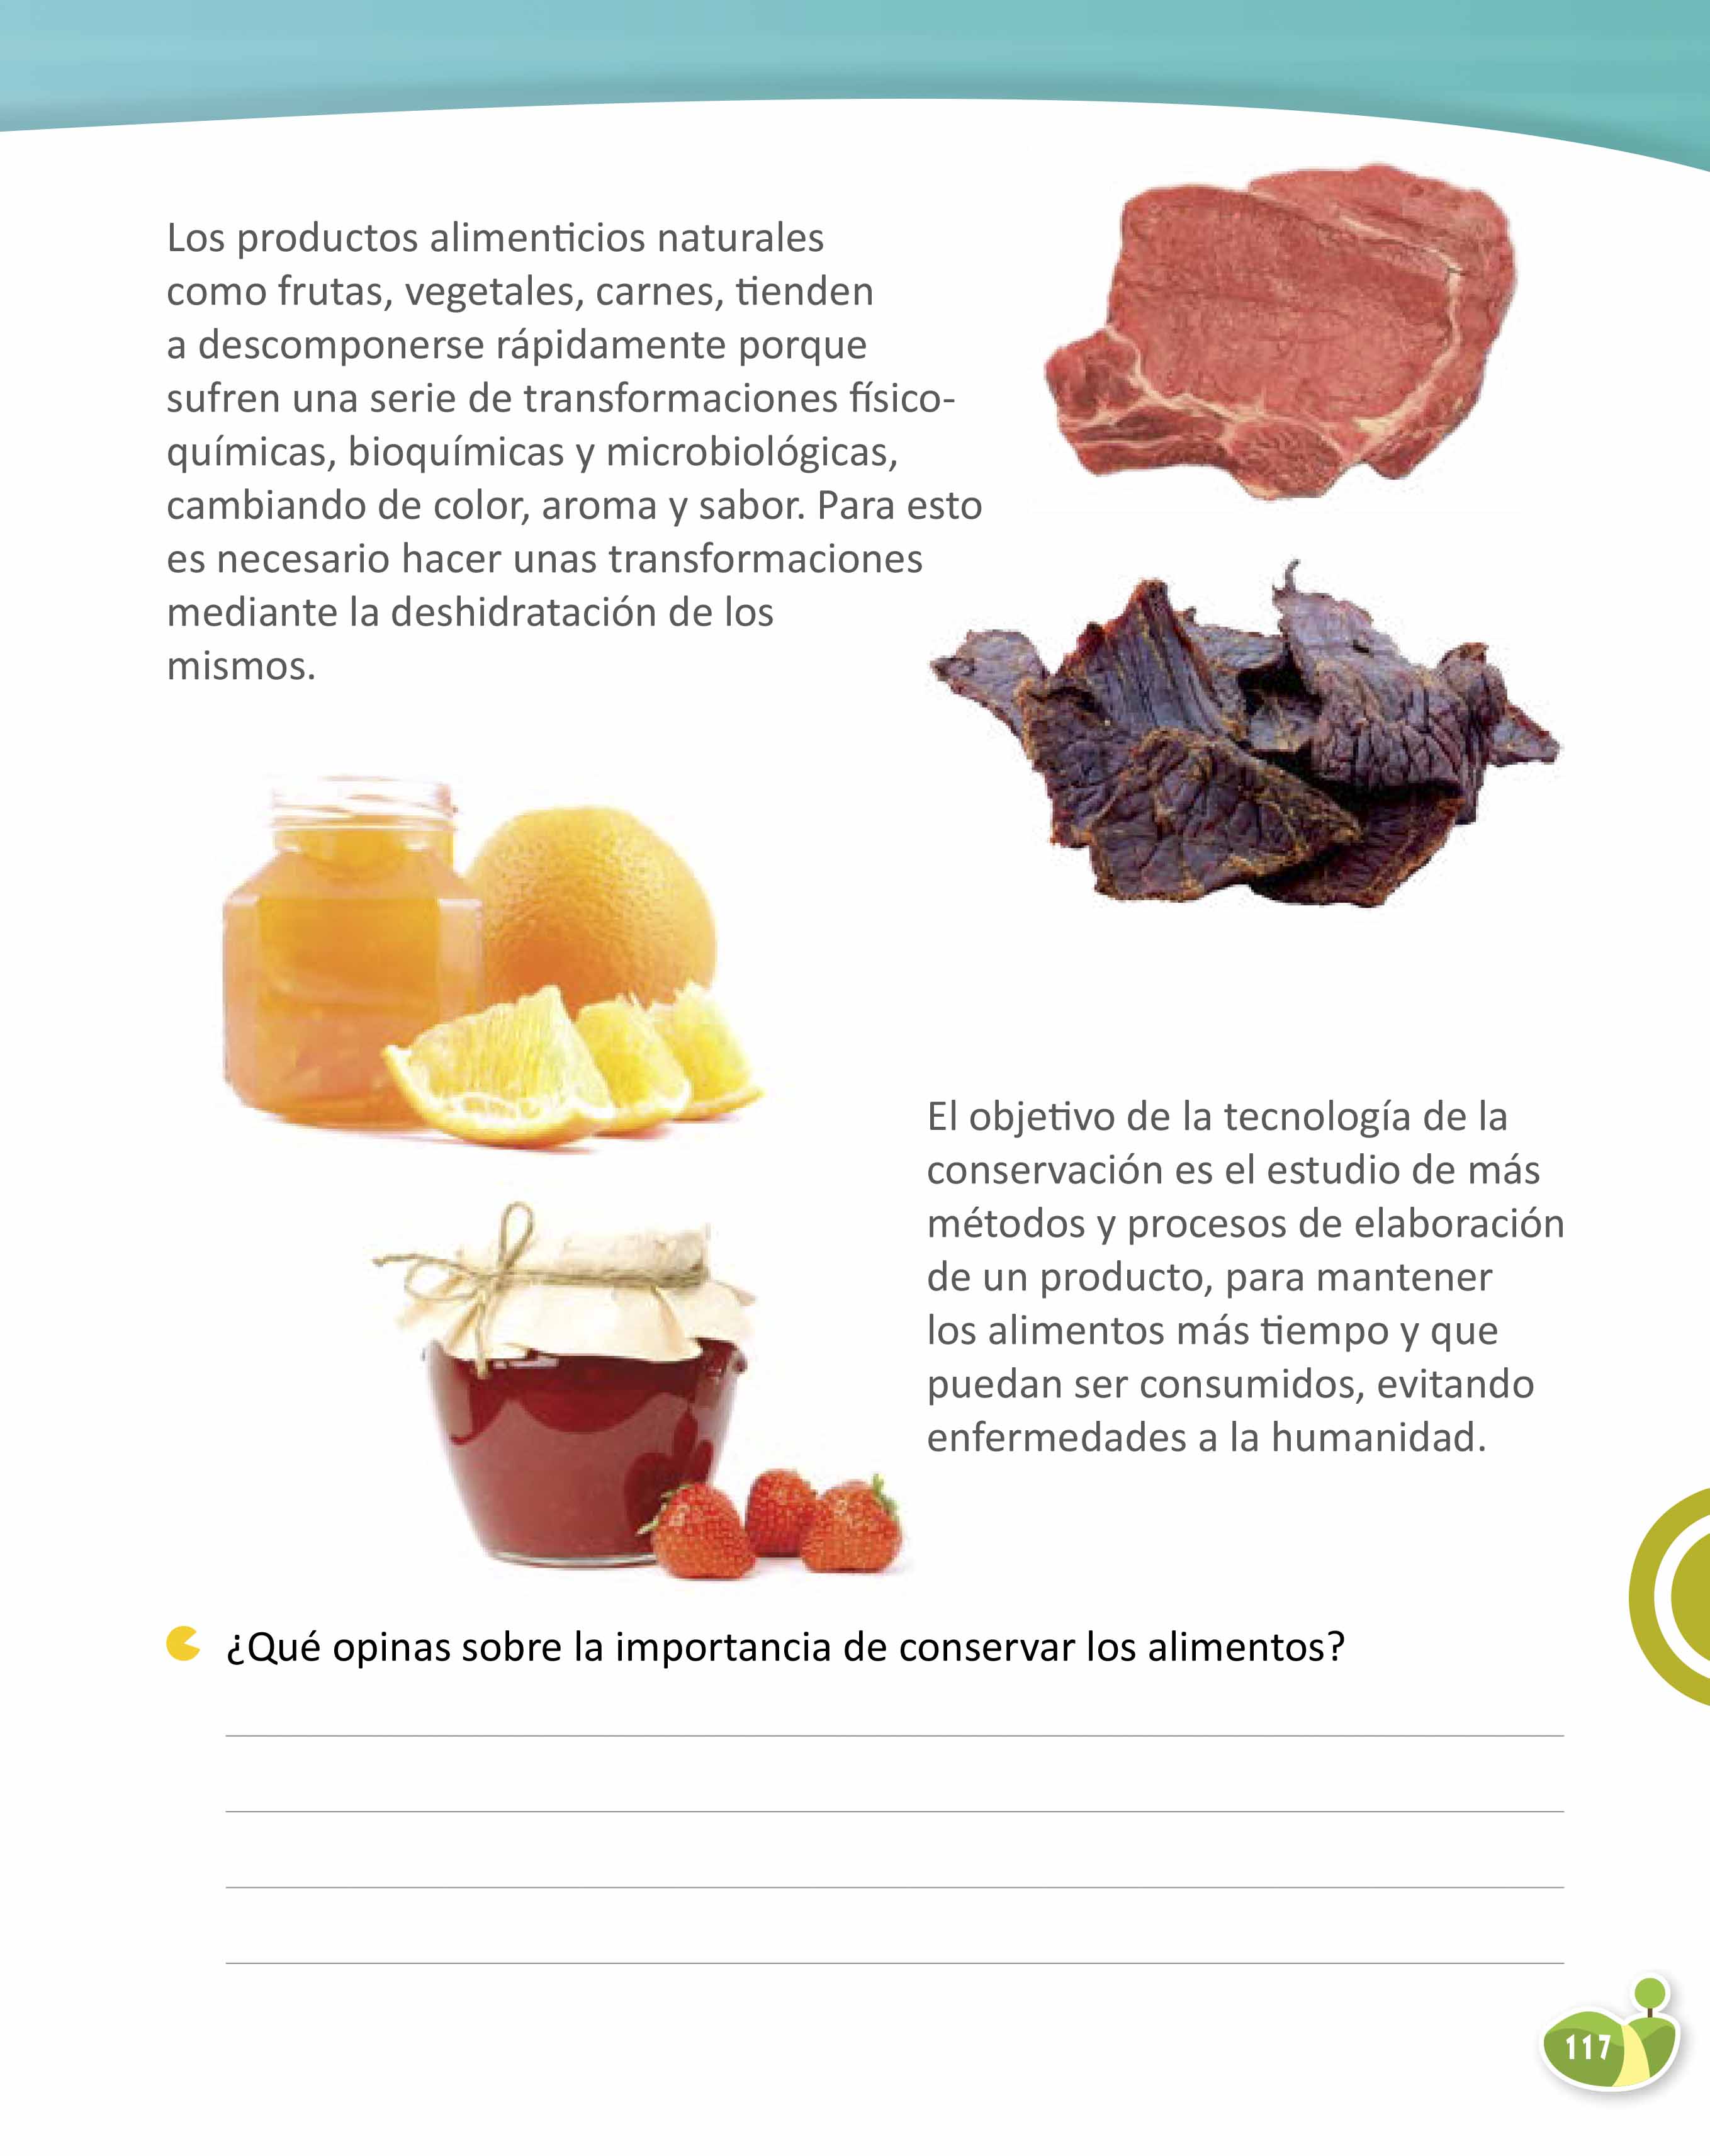 Los productos alimenticios naturales
como frutas, vegetales, carnes, tienden
a descomponerse rápidamente porque
sufren una serie de transformaciones físico-
químicas, bioquímicas y microbiológicas,
cambiando de color, aroma y sabor. Para esto
es necesario hacer unas transformaciones
mediante la deshidratación de los
mismos.
El objetivo de la tecnología de la
conservación es el estudio de más
métodos y procesos de elaboración
de un producto, para mantener
los alimentos más tiempo y que
puedan ser consumidos, evitando
enfermedades a la humanidad.
¿Qué opinas sobre la importancia de conservar los alimentos?
117